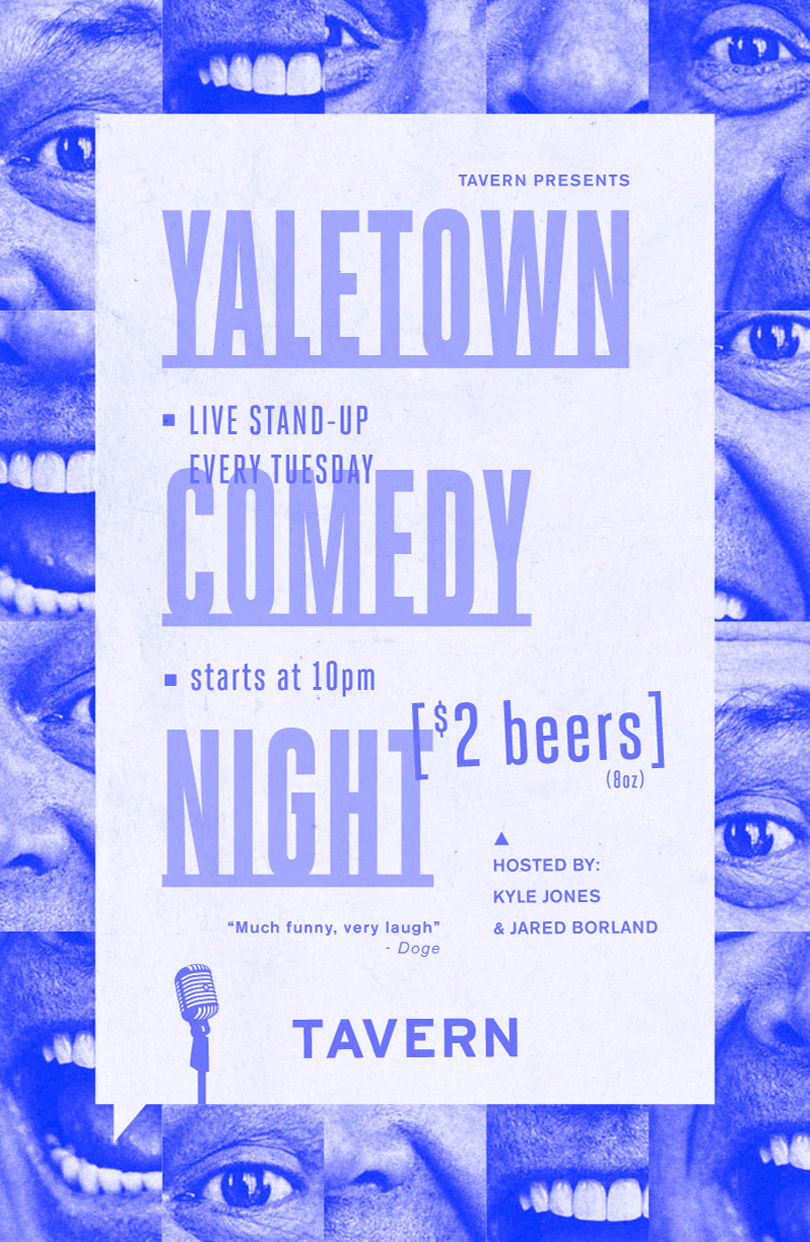 TAVERN PRESENTS
YALETOWN
▪ LIVE STAND-UP
EVERY TUESDAY
COMEDY
▪ starts at 10pm
[$2 beers]
(8oz)
NIGHT
▲
HOSTED BY:
KYLE JONES
& JARED BORLAND
“Much funny, very laugh”
- Doge
TAVERN